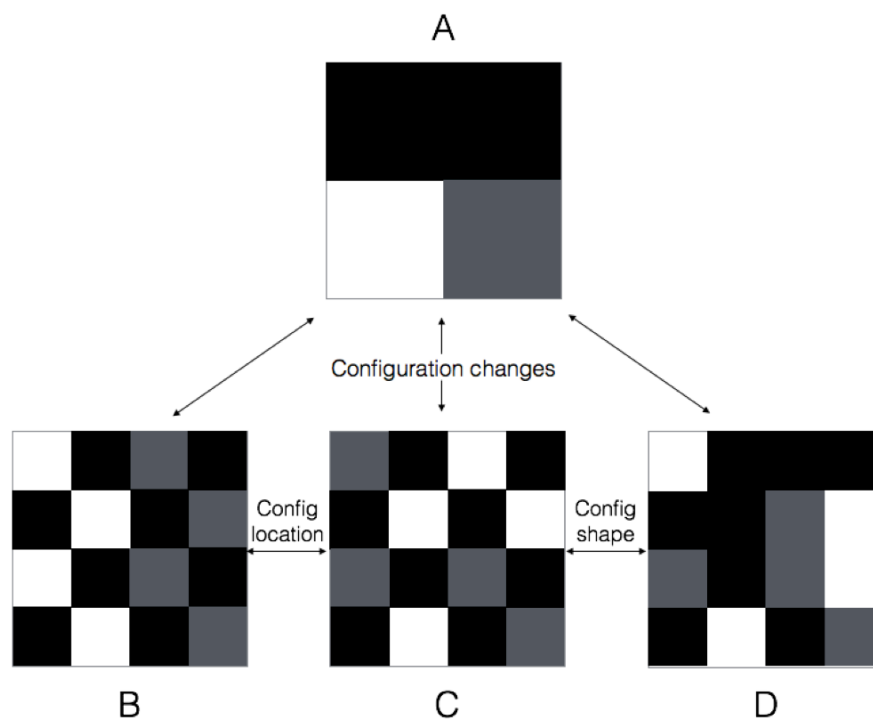 A
Configuration changes
Config
location
Config
shape
B
C
D